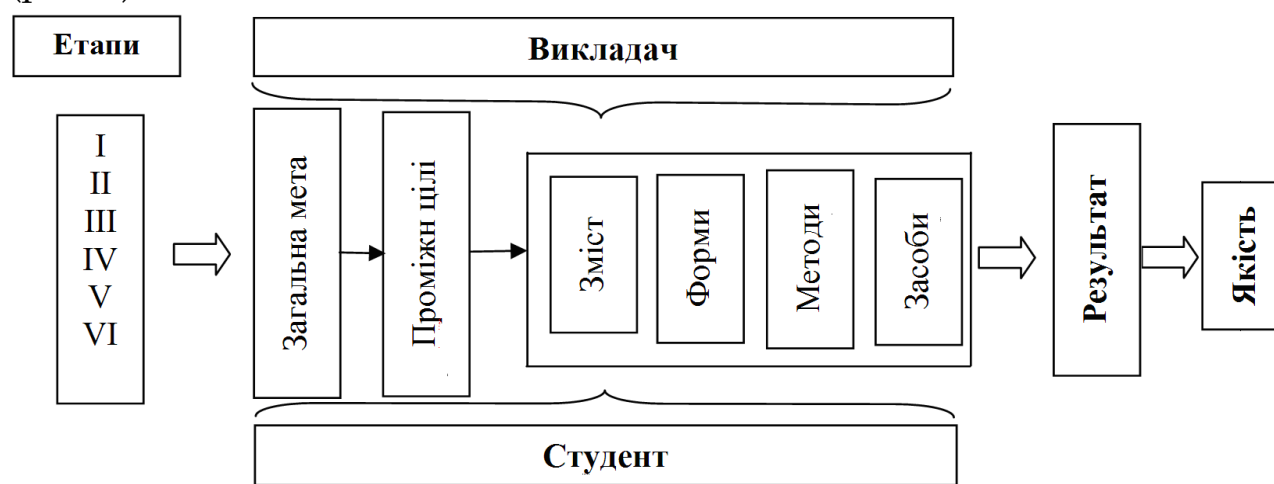 Етапи
Викладач
I
II
III
IV
V
VI
Загальна мета
Проміжн цілі
Зміст
Форми
Методи
Засоби
Результат
Якість
Студент